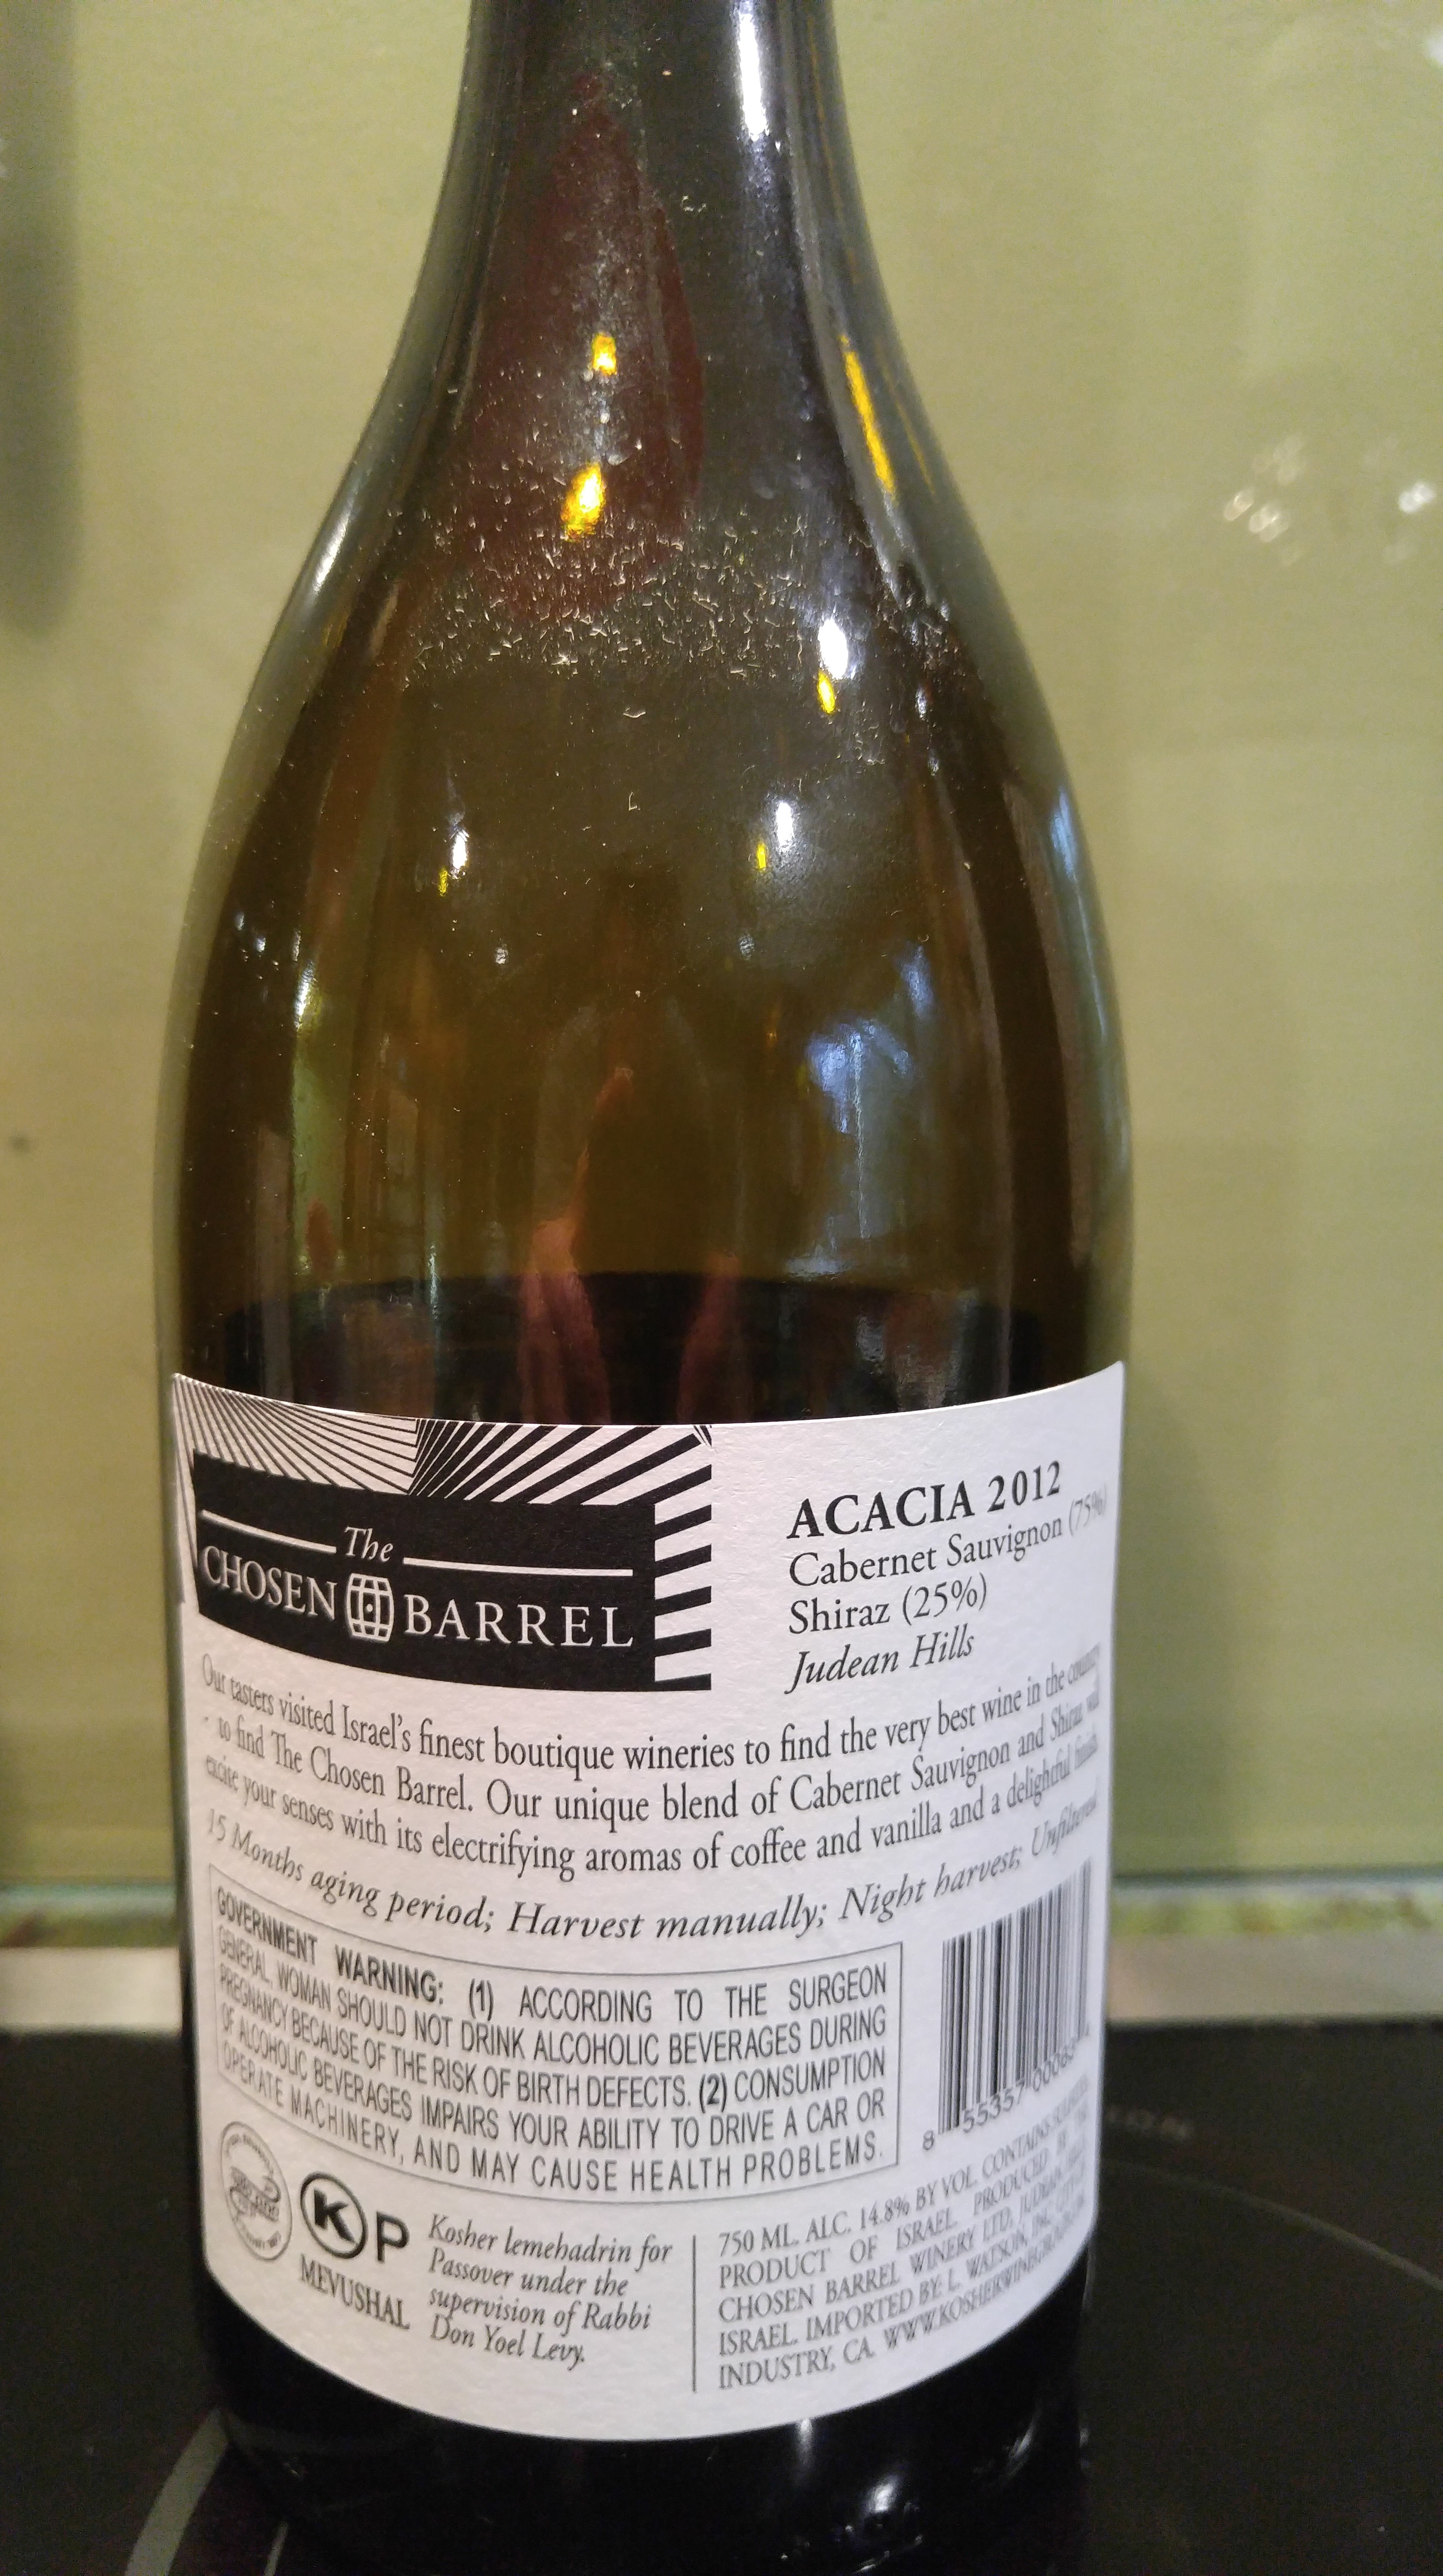 The
CHOSEN BARREL
ACACIA 2012
Cabernet Sauvignon (75%)
Shiraz (25%)
Judean Hills
Our tasters visited Israel's finest boutique wineries to find the very best wine in the country
- to find The Chosen Barrel. Our unique blend of Cabernet Sauvignon and Shiraz will
excite your senses with its electrifying aromas of coffee and vanilla and a delightful finish.
15 Months aging period; Harvest manually; Night harvest; Unfiltered
GOVERNMENT WARNING: (1) ACCORDING TO THE SURGEON
GENERAL, WOMAN SHOULD NOT DRINK ALCOHOLIC BEVERAGES DURING
PREGNANCY BECAUSE OF THE RISK OF BIRTH DEFECTS. (2) CONSUMPTION
OF ALCOHOLIC BEVERAGES IMPAIRS YOUR ABILITY TO DRIVE A CAR OR
OPERATE MACHINERY, AND MAY CAUSE HEALTH PROBLEMS.
8 55357
K P
MEVUSHAL
Kosher lemehadrin for
Passover under the
supervision of Rabbi
Don Yoel Levy.
750 ML. ALC. 14.8% BY VOL. CONTAINS SULFITES.
PRODUCT OF ISRAEL. PRODUCED BY THE
CHOSEN BARREL WINERY LTD, JUDEAN HILLS
ISRAEL. IMPORTED BY: L. WATSON, INC. CITY OF
INDUSTRY, CA.